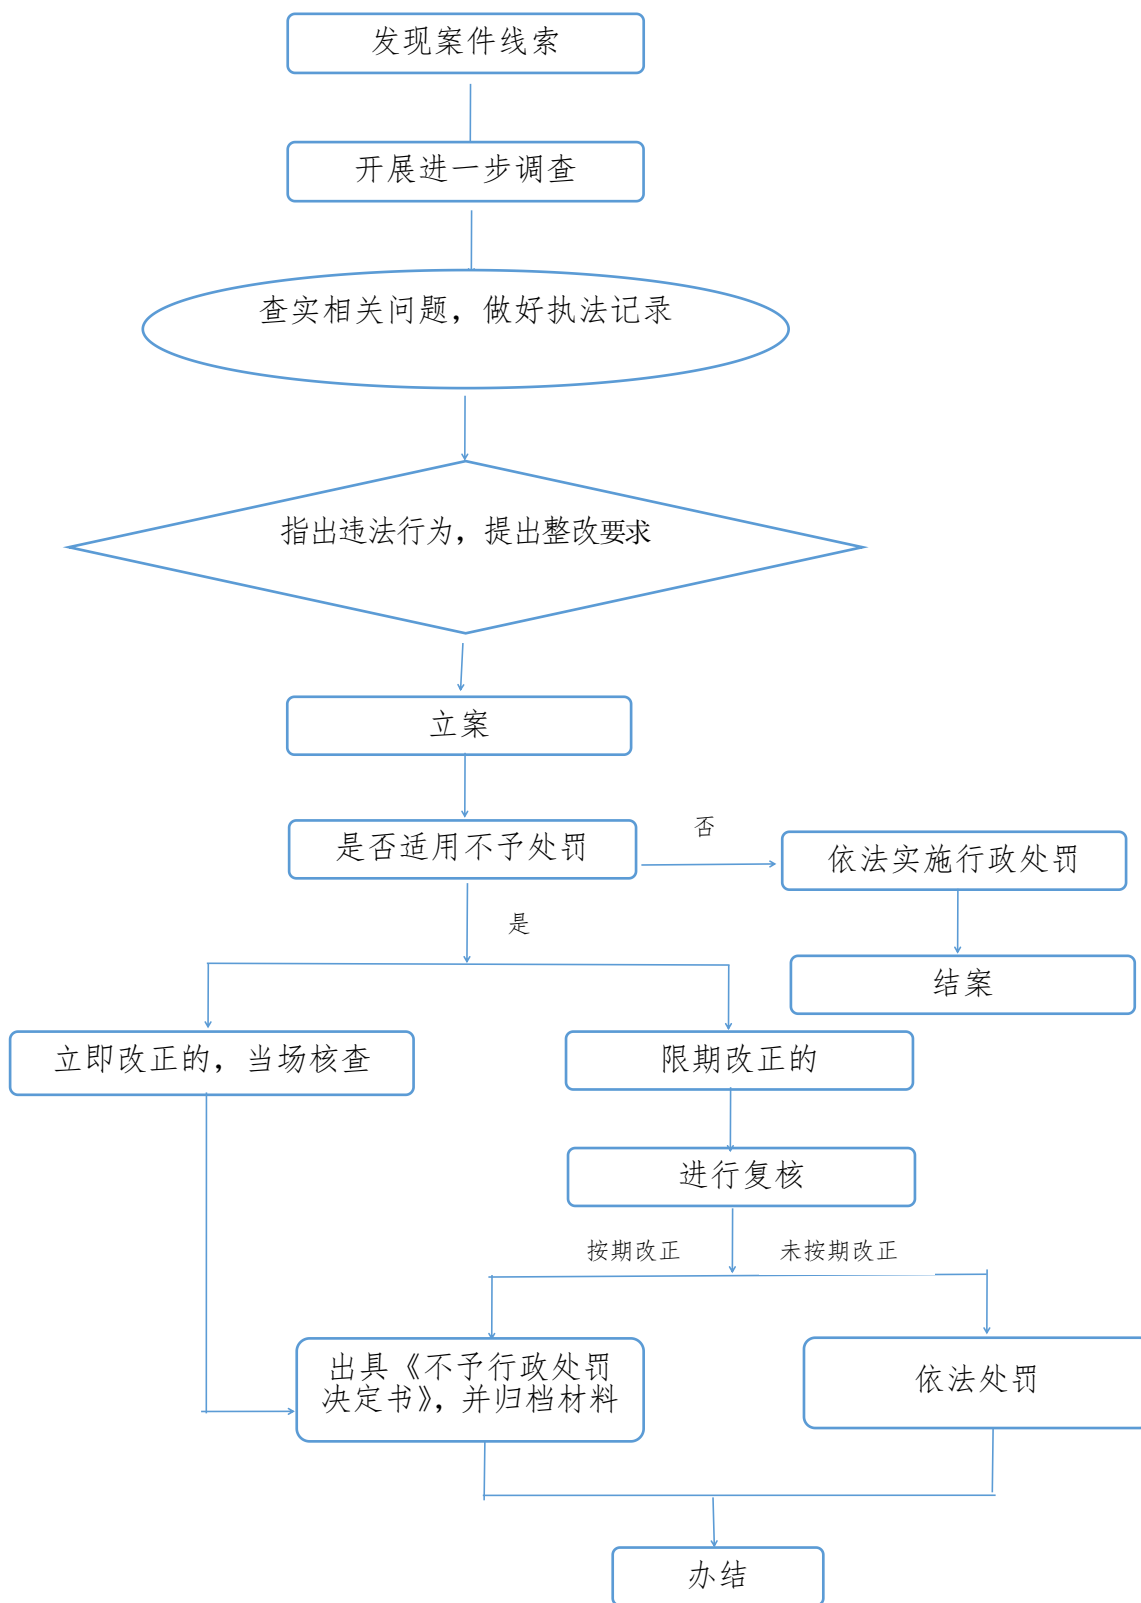 发现案件线索
开展进一步调查
查实相关问题，做好执法记录
指出违法行为，提出整改要求
立案
是否适用不予处罚
否
依法实施行政处罚
是
结案
立即改正的，当场核查
限期改正的
进行复核
按期改正
未按期改正
出具《不予行政处罚
决定书》，并归档材料
依法处罚
办结